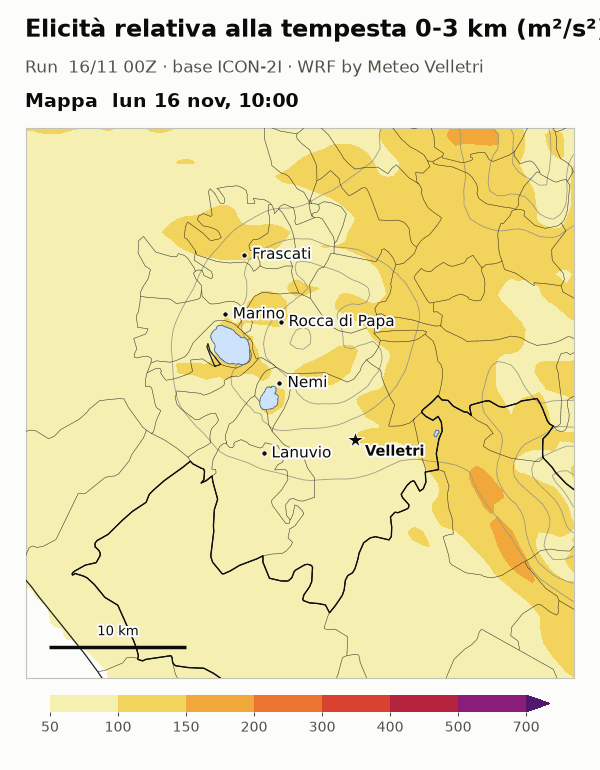 Elicità relativa alla tempesta 0-3 km (m²/s²)
Run  16/11 00Z · base ICON-2I · WRF by Meteo Velletri
Mappa  lun 16 nov, 10:00
Frascati
Marino
Rocca di Papa
Nemi
Velletri
Lanuvio
10 km
50 100 150 200 300 400 500 700